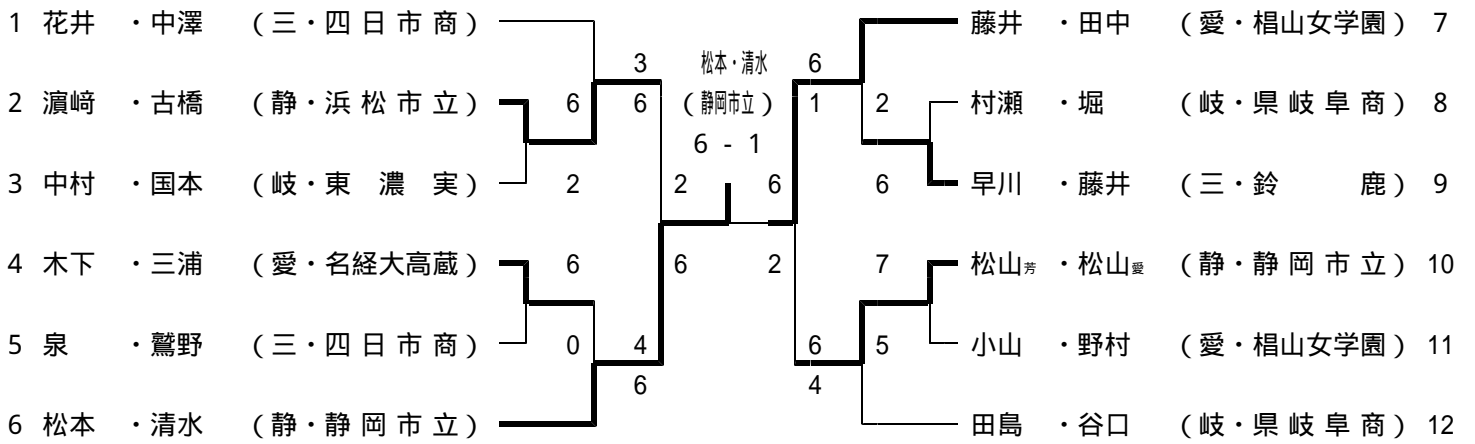 1 花井 ・中澤 (三・四日市商) 藤井 ・田中 (愛・椙山女学園) 7
3 松本・清水 6
2 濵﨑 ・古橋 (静・浜松市立) 6 6 (静岡市立) 1 2 村瀬 ・堀 (岐・県岐阜商) 8
6 - 1
3 中村 ・国本 (岐・東 濃 実) 2 2 6 6 早川 ・藤井 (三・鈴 鹿) 9
4 木下 ・三浦 (愛・名経大高蔵) 6 6 2 7 松山芳 ・松山愛 (静・静岡市立) 10
5 泉 ・鷲野 (三・四日市商) 0 4 6 5 小山 ・野村 (愛・椙山女学園) 11
6 4
6 松本 ・清水 (静・静岡市立) 田島 ・谷口 (岐・県岐阜商) 12